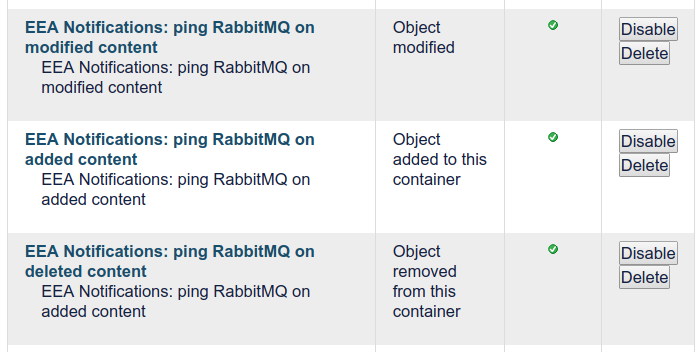 EEA Notifications: ping RabbitMQ on
modified content
EEA Notifications: ping RabbitMQ on
modified content
Object
modified
Disable
Delete
EEA Notifications: ping RabbitMQ on
added content
EEA Notifications: ping RabbitMQ on
added content
Object
added to this
container
Disable
Delete
EEA Notifications: ping RabbitMQ on
deleted content
EEA Notifications: ping RabbitMQ on
added content
Object
removed
from this
container
Disable
Delete